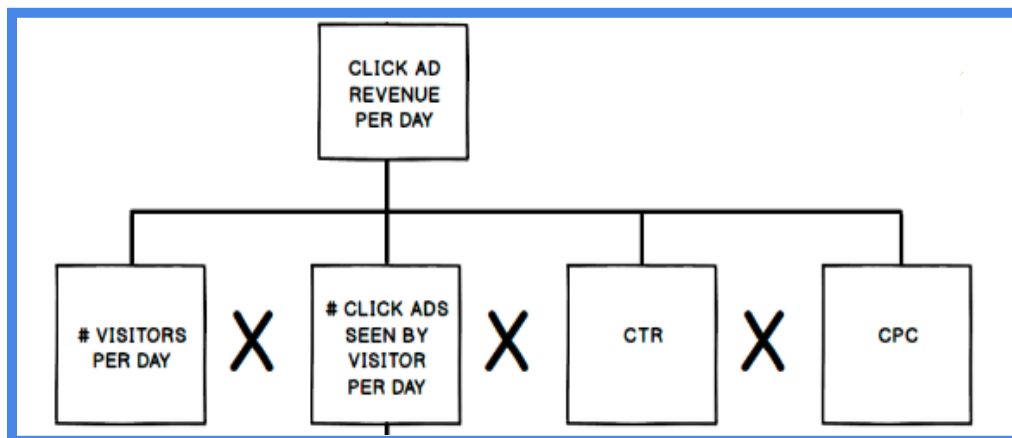 CLICK AD
REVENUE
PER DAY
# VISITORS
PER DAY
X
# CLICK ADS
SEEN BY
VISITOR
PER DAY
X
CTR
X
CPC